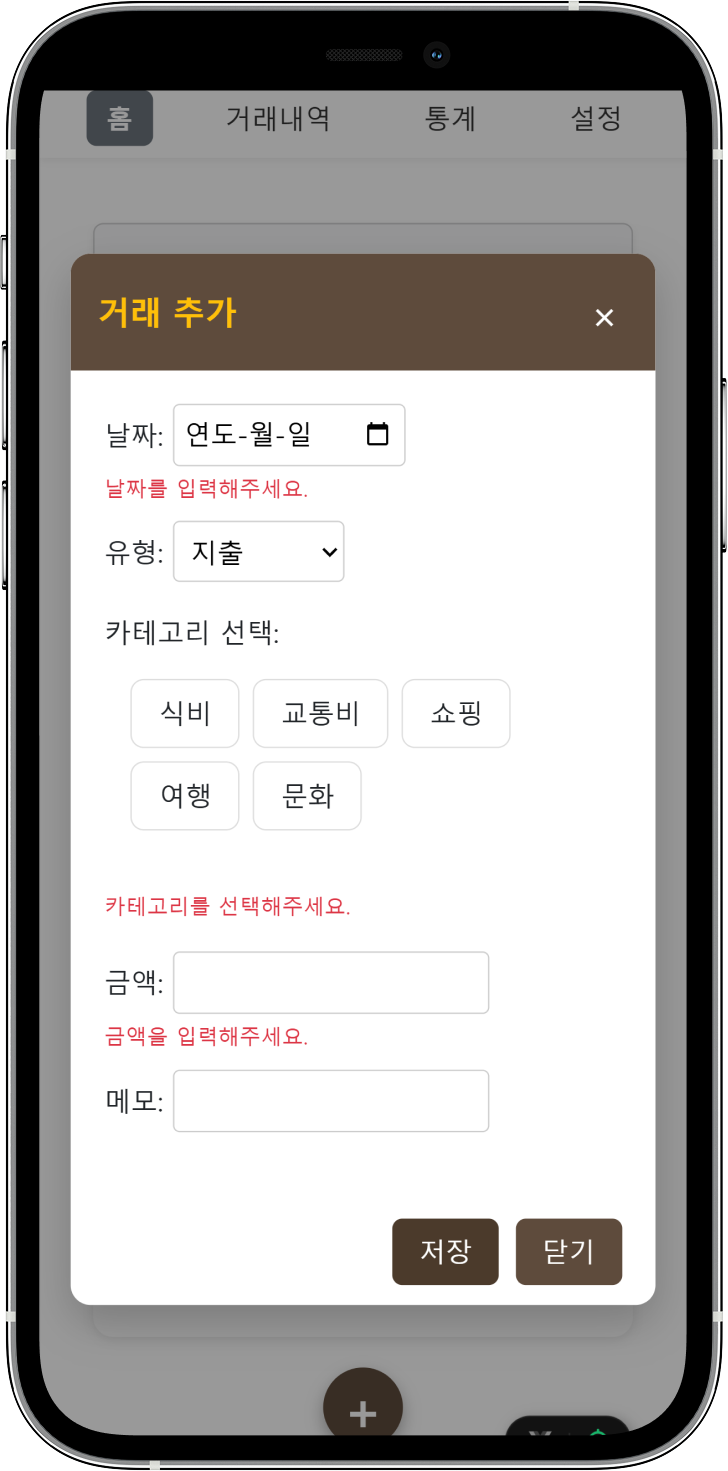 홈 거래내역 통계 설정
거래 추가 ×
날짜: 연도-월-일
날짜를 입력해주세요.
유형: 지출
카테고리 선택:
식비 교통비 쇼핑
여행 문화
카테고리를 선택해주세요.
금액:
금액을 입력해주세요.
메모:
저장 닫기
+